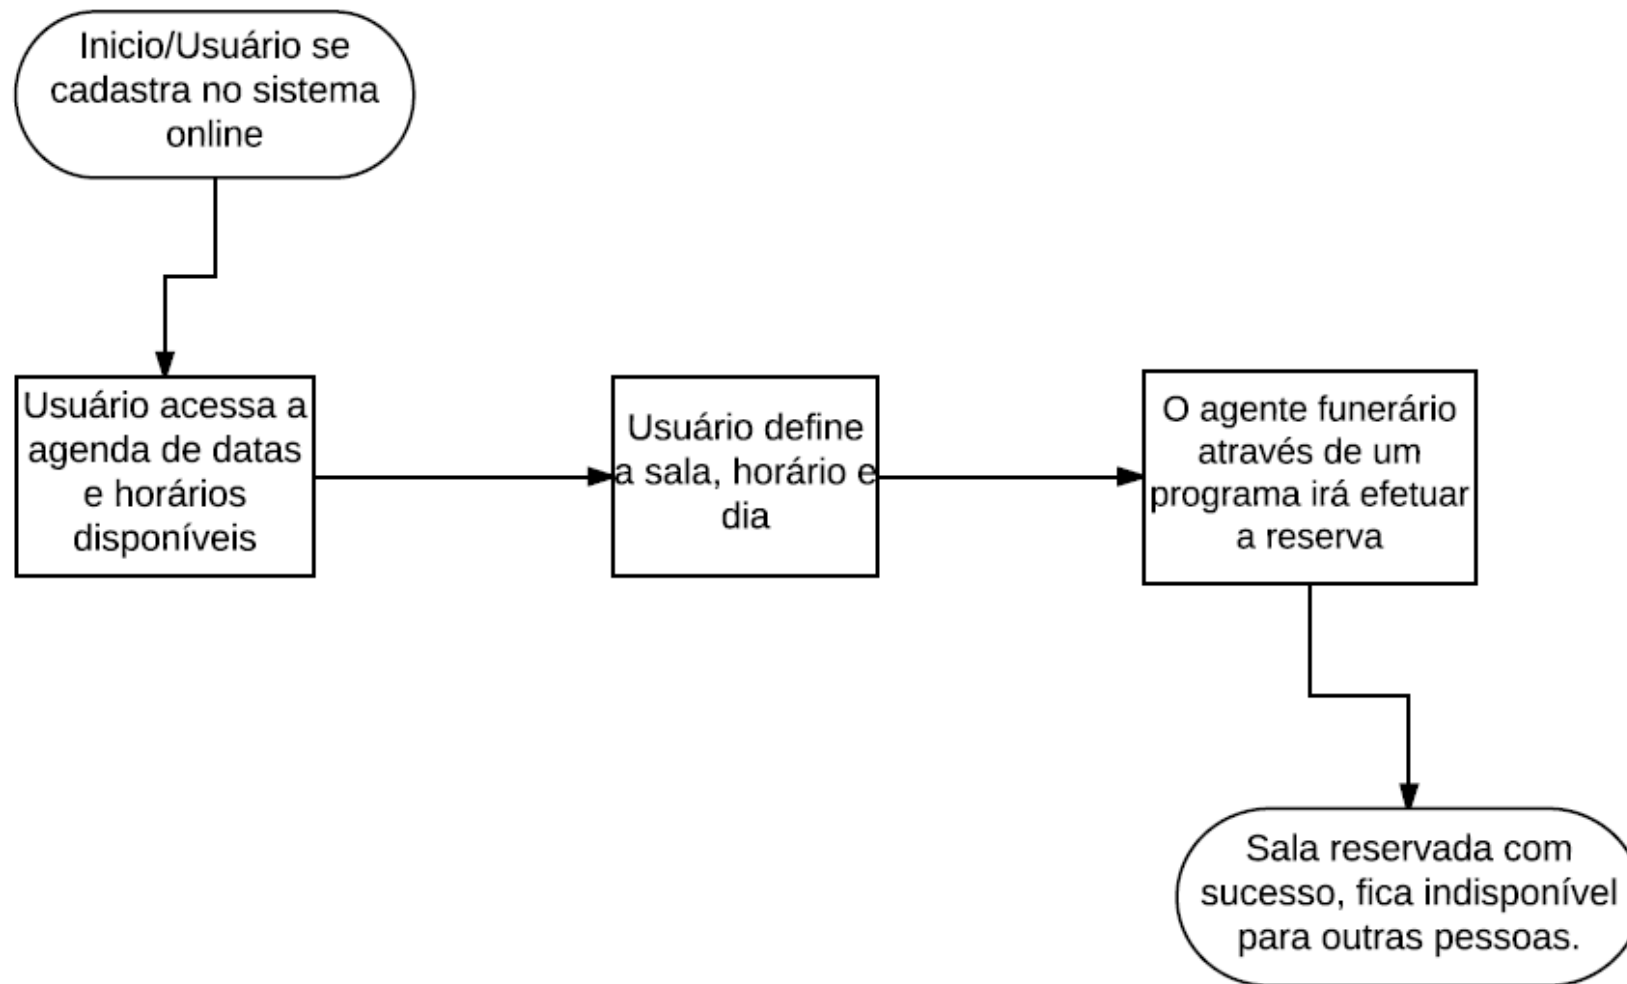 Inicio/Usuário se
cadastra no sistema
online
Usuário acessa a
agenda de datas
e horários
disponíveis
Usuário define
a sala, horário e
dia
O agente funerário
através de um
programa irá efetuar
a reserva
Sala reservada com
sucesso, fica indisponível
para outras pessoas.